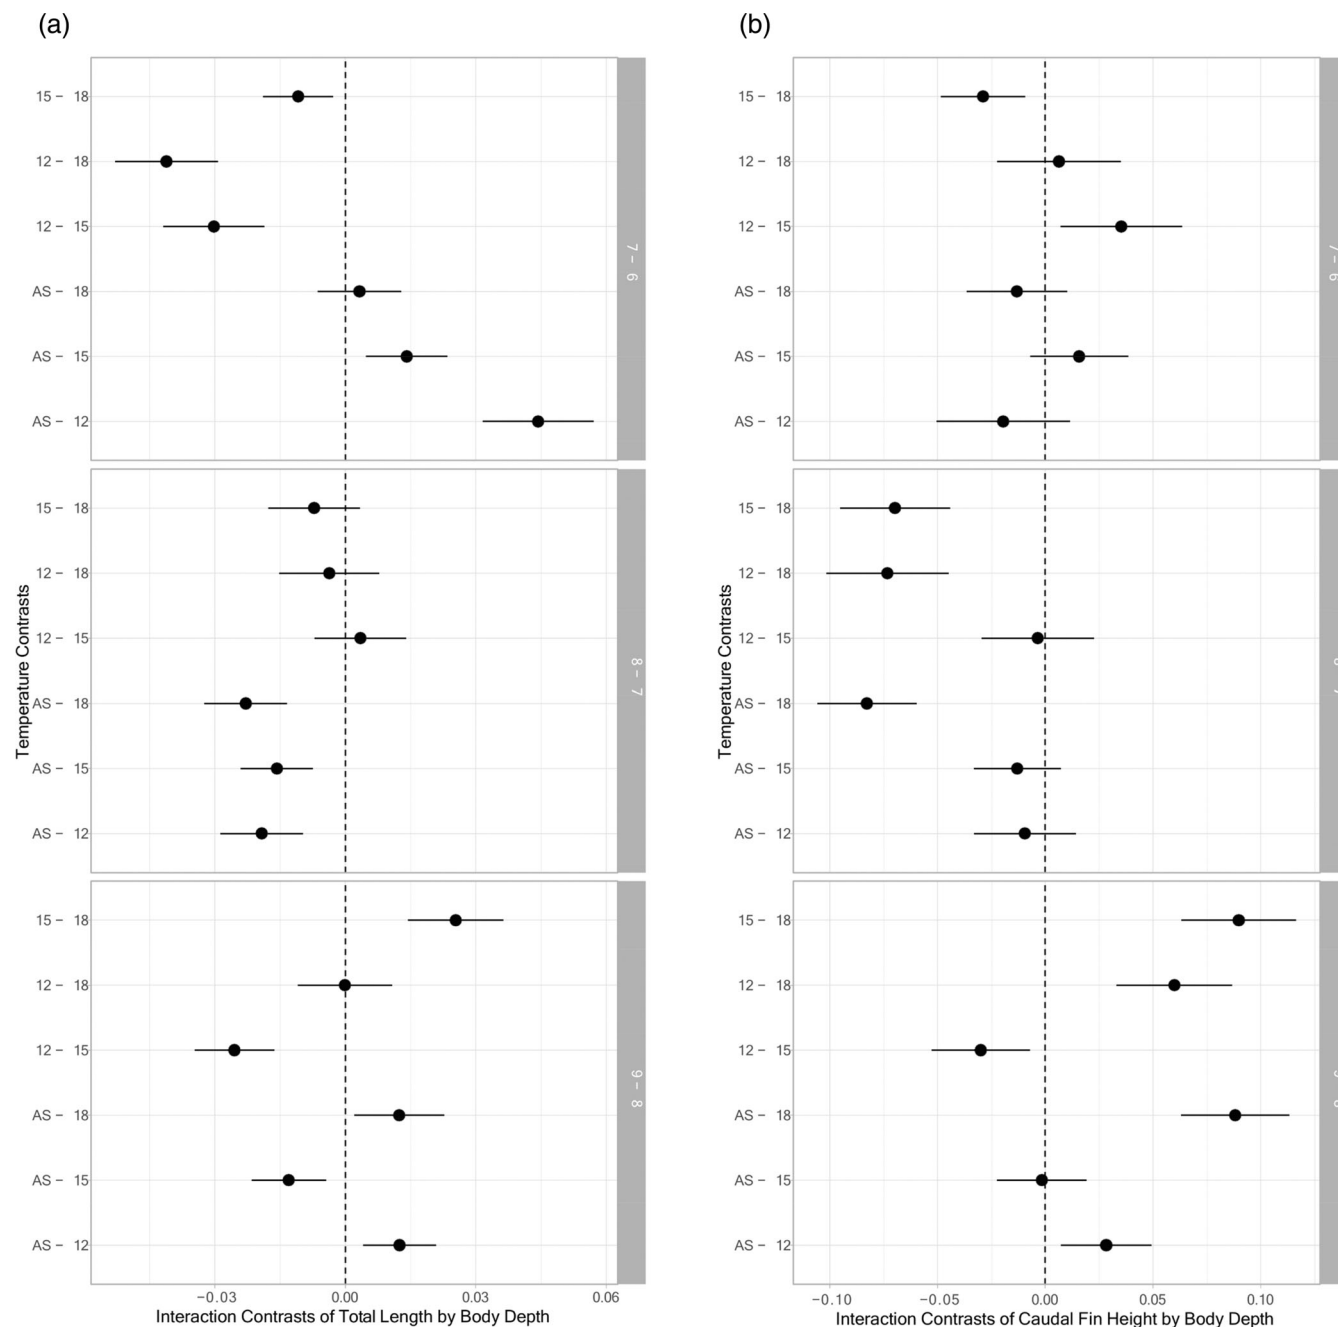 (a)
15 - 18
12 - 18
12 - 15
AS - 18
AS - 15
AS - 12
7 - 6
15 - 18
12 - 18
12 - 15
AS - 18
AS - 15
AS - 12
8 - 7
15 - 18
12 - 18
12 - 15
AS - 18
AS - 15
AS - 12
9 - 8
Temperature Contrasts
−0.03 0.00 0.03 0.06
Interaction Contrasts of Total Length by Body Depth
(b)
15 - 18
12 - 18
12 - 15
AS - 18
AS - 15
AS - 12
7 - 6
15 - 18
12 - 18
12 - 15
AS - 18
AS - 15
AS - 12
15 - 18
12 - 18
12 - 15
AS - 18
AS - 15
AS - 12
Temperature Contrasts
−0.10 −0.05 0.00 0.05 0.10
Interaction Contrasts of Caudal Fin Height by Body Depth